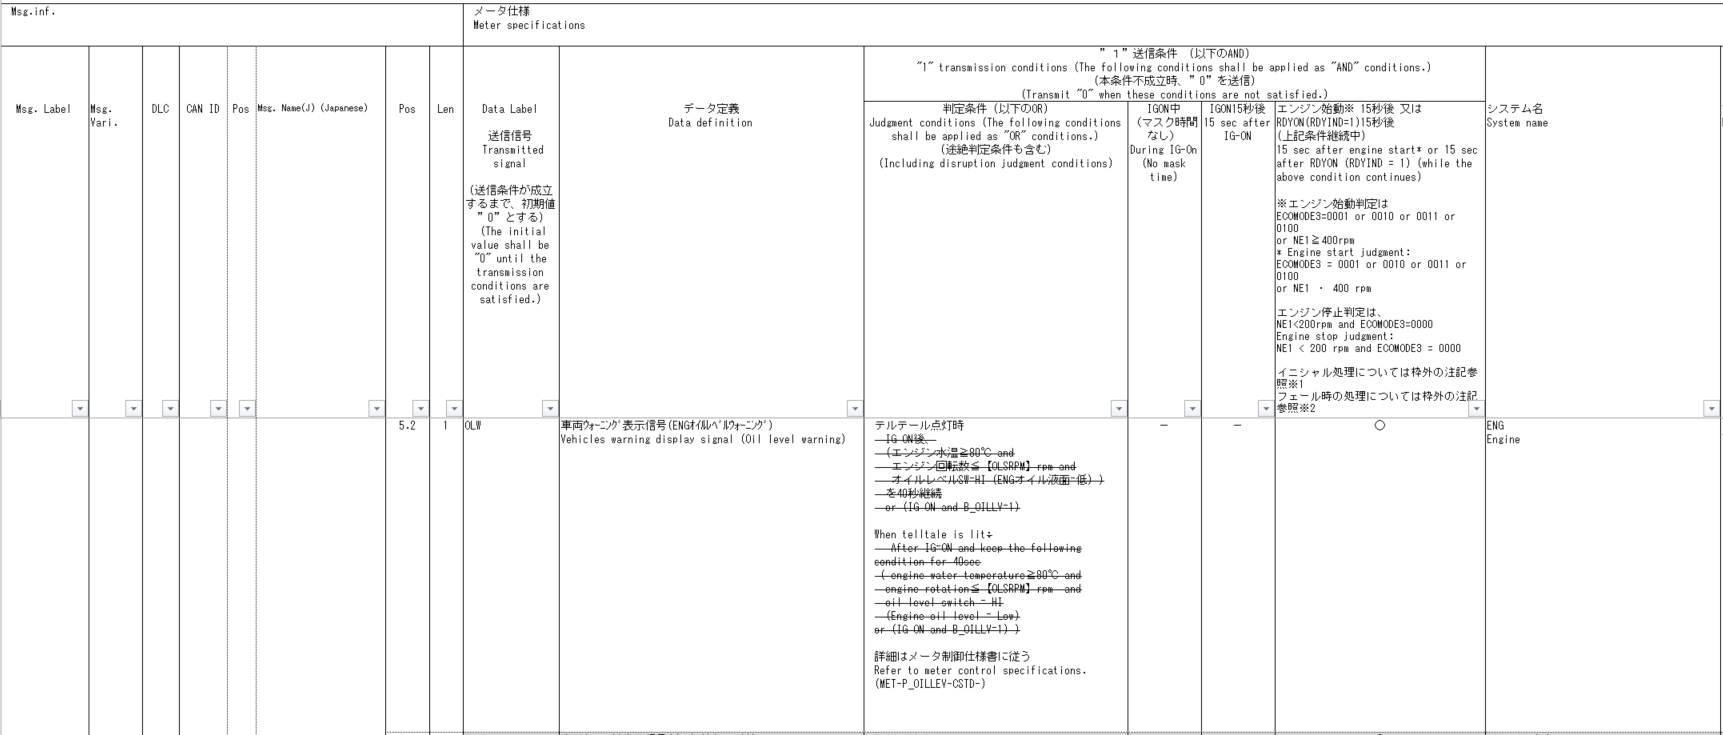 Msg.inf.
メータ仕様
Meter specifications
”１”送信条件 (以下のAND)
"1" transmission conditions (The following conditions shall be applied as "AND" conditions.)
(本条件不成立時、”0”を送信)
(Transmit "0" when these conditions are not satisfied.)
Msg. Label
Msg.
Vari.
DLC
CAN ID
Pos
Msg. Name(J) (Japanese)
Pos
Len
Data Label
送信信号
Transmitted
signal
(送信条件が成立
するまで、初期値
”0”とする)
(The initial
value shall be
"0" until the
transmission
conditions are
satisfied.)
データ定義
Data definition
判定条件 (以下のOR)
Judgment conditions (The following conditions
shall be applied as "OR" conditions.)
(途絶判定条件も含む)
(Including disruption judgment conditions)
IGON中
(マスク時間
なし)
During IG-On
(No mask
time)
IGON15秒後
15 sec after
IG-ON
エンジン始動※ 15秒後 又は
RDYON(RDYIND=1)15秒後
(上記条件継続中)
15 sec after engine start* or 15 sec
after RDYON (RDYIND = 1) (while the
above condition continues)
※エンジン始動判定は
ECOMODE3=0001 or 0010 or 0011 or
0100
or NE1≧400rpm
* Engine start judgment:
ECOMODE3 = 0001 or 0010 or 0011 or
0100
or NE1 ・ 400 rpm
エンジン停止判定は、
NE1<200rpm and ECOMODE3=0000
Engine stop judgment:
NE1 < 200 rpm and ECOMODE3 = 0000
イニシャル処理については枠外の注記参
照※1
フェール時の処理については枠外の注記
参照※2
システム名
System name
5.2
1
OLW
車両ｳｫｰﾆﾝｸﾞ表示信号(ENGｵｲﾙﾚﾍﾞﾙｳｫｰﾆﾝｸﾞ)
Vehicles warning display signal (Oil level warning)
テルテール点灯時
IG ON後、
(エンジン水温≧80℃ and
エンジン回転数≦【OLSRPM】rpm and
オイルレベルSW=HI (ENGオイル液面=低) )
を40秒継続
or (IG ON and B_OILLV=1)
When telltale is lit:
After IG-ON and keep the following
condition for 40sec
( engine water temperature≧80℃ and
engine rotation≦【OLSRPM】rpm and
oil level switch = HI
(Engine oil level = Low)
or (IG ON and B_OILLV=1) )
詳細はメータ制御仕様書に従う
Refer to meter control specifications.
(MET-P_OILLEV-CSTD-)
－
－
○
ENG
Engine